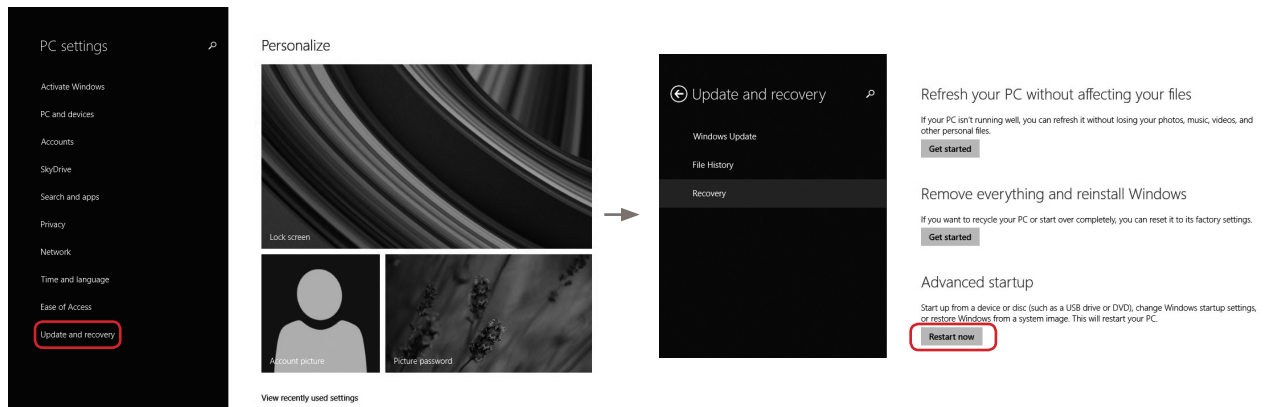 PC settings
Activate Windows
PC and devices
Accounts
SkyDrive
Search and apps
Privacy
Network
Time and language
Ease of Access
Update and recovery
Personalize
Lock screen
Account picture
Picture password
View recently used settings
Update and recovery
Windows Update
File History
Recovery
Refresh your PC without affecting your files
If your PC isn't running well, you can refresh it without losing your photos, music, videos, and
other personal files.
Get started
Remove everything and reinstall Windows
If you want to recycle your PC or start over completely, you can reset it to its factory settings.
Get started
Advanced startup
Start up from a device or disc (such as a USB drive or DVD), change Windows startup settings,
or restore Windows from a system image. This will restart your PC.
Restart now